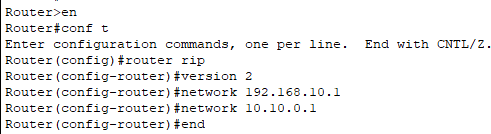 Router>en
Router#conf t
Enter configuration commands, one per line.  End with CNTL/Z.
Router(config)#router rip
Router(config-router)#version 2
Router(config-router)#network 192.168.10.1
Router(config-router)#network 10.10.0.1
Router(config-router)#end